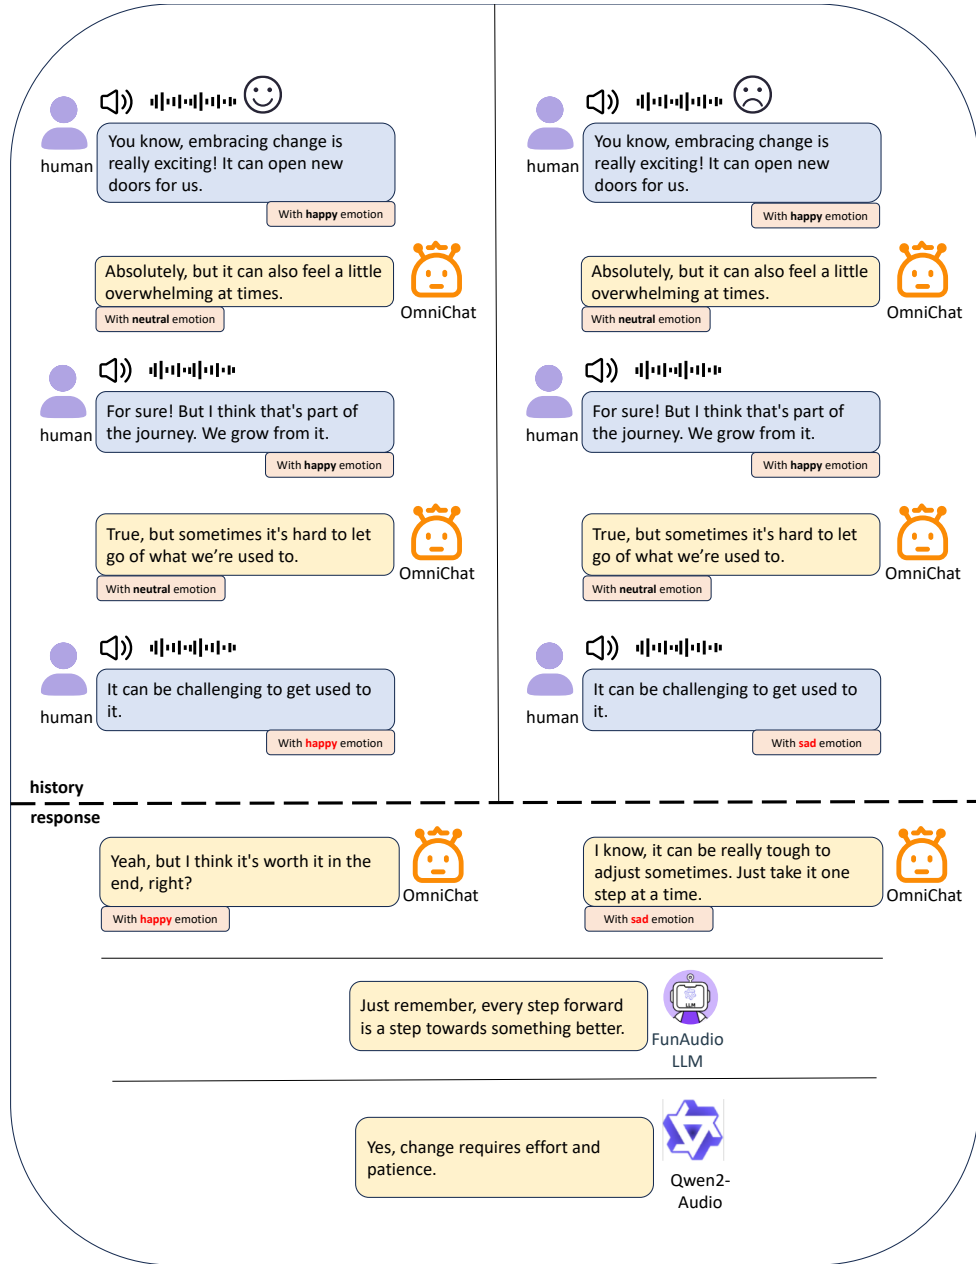 You know, embracing change is
really exciting! It can open new
doors for us.
human
With happy emotion
Absolutely, but it can also feel a little
overwhelming at times.
With neutral emotion
OmniChat
For sure! But I think that's part of
the journey. We grow from it.
human
With happy emotion
True, but sometimes it's hard to let
go of what we’re used to.
With neutral emotion
OmniChat
It can be challenging to get used to
it.
human
With happy emotion
You know, embracing change is
really exciting! It can open new
doors for us.
human
With happy emotion
Absolutely, but it can also feel a little
overwhelming at times.
With neutral emotion
OmniChat
For sure! But I think that's part of
the journey. We grow from it.
human
With happy emotion
True, but sometimes it's hard to let
go of what we’re used to.
With neutral emotion
OmniChat
It can be challenging to get used to
it.
human
With sad emotion
history
response
Yeah, but I think it's worth it in the
end, right?
With happy emotion
OmniChat
I know, it can be really tough to
adjust sometimes. Just take it one
step at a time.
With sad emotion
OmniChat
Just remember, every step forward
is a step towards something better.
LLM
FunAudio
LLM
Yes, change requires effort and
patience.
Qwen2-
Audio